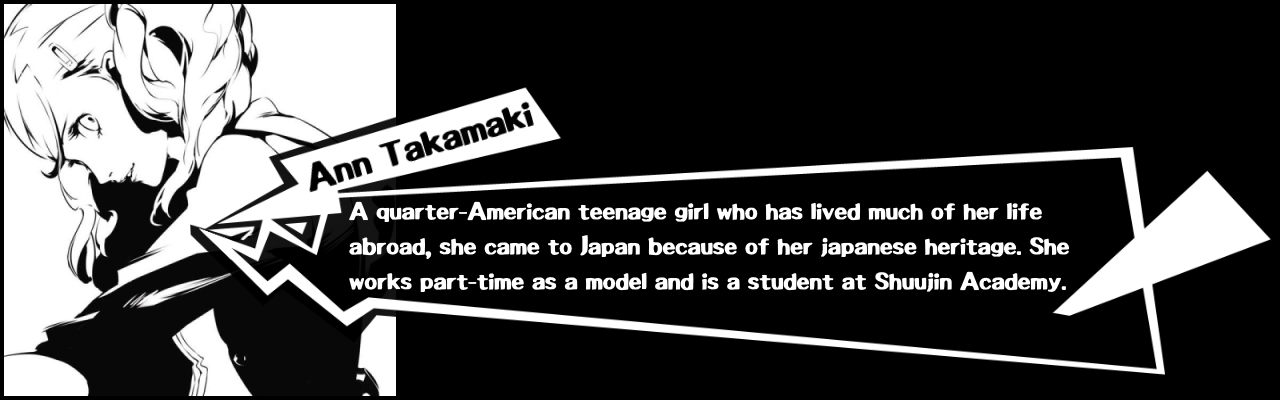 Ann Takamaki
A quarter-American teenage girl who has lived much of her life
abroad, she came to Japan because of her japanese heritage. She
works part-time as a model and is a student at Shuujin Academy.